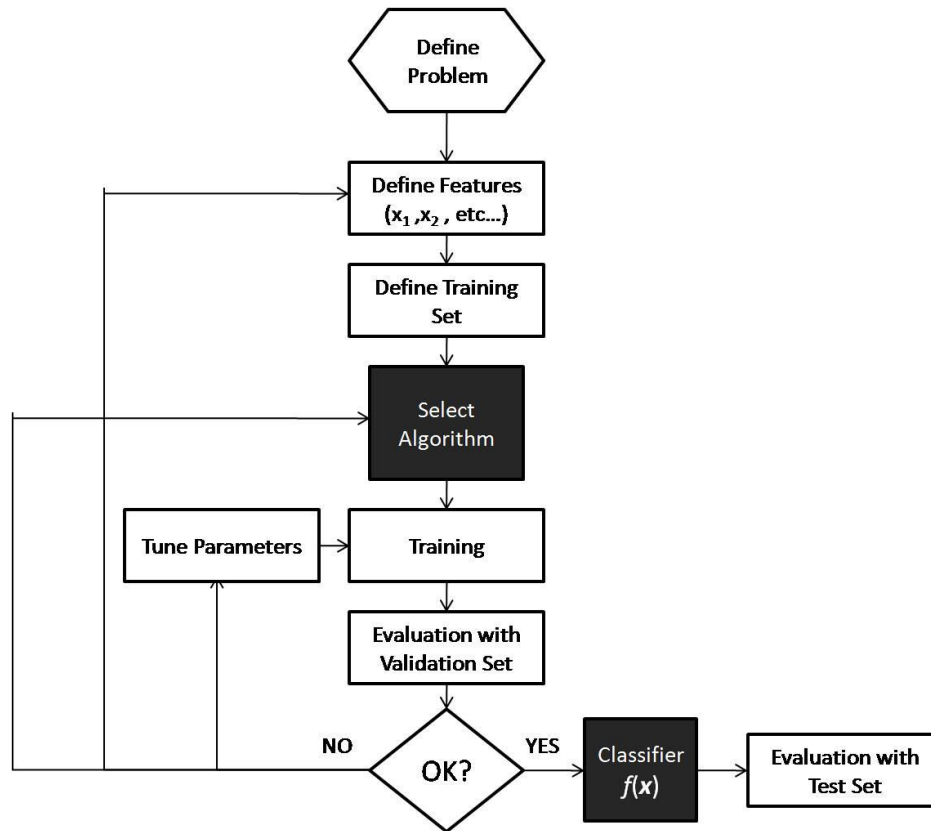 Define
Problem
Define Features
(x₁ ,x₂ , etc...)
Define Training
Set
Select
Algorithm
Tune Parameters
Training
Evaluation with
Validation Set
NO
OK?
YES
Classifier
f(x)
Evaluation with
Test Set